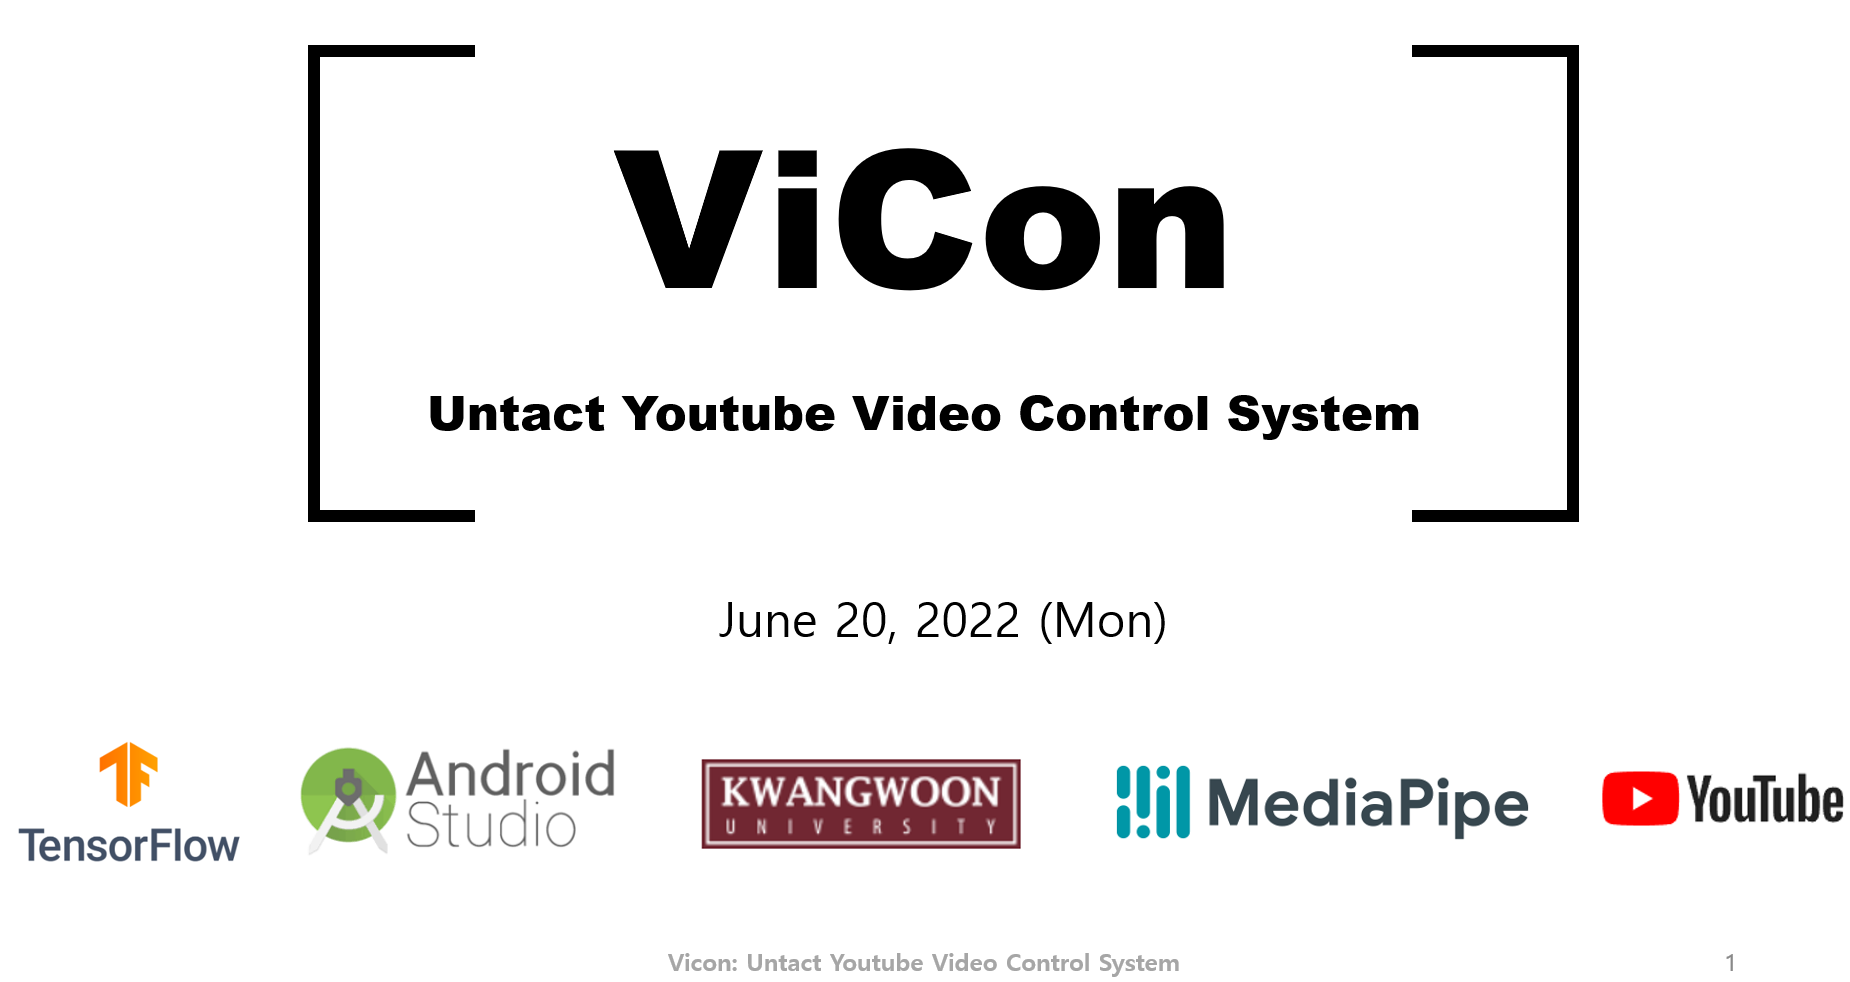 ViCon
Untact Youtube Video Control System
June 20, 2022 (Mon)
TensorFlow
Android
Studio
KWANGWOON
UNIVERSITY
MediaPipe
YouTube
Vicon: Untact Youtube Video Control System
1